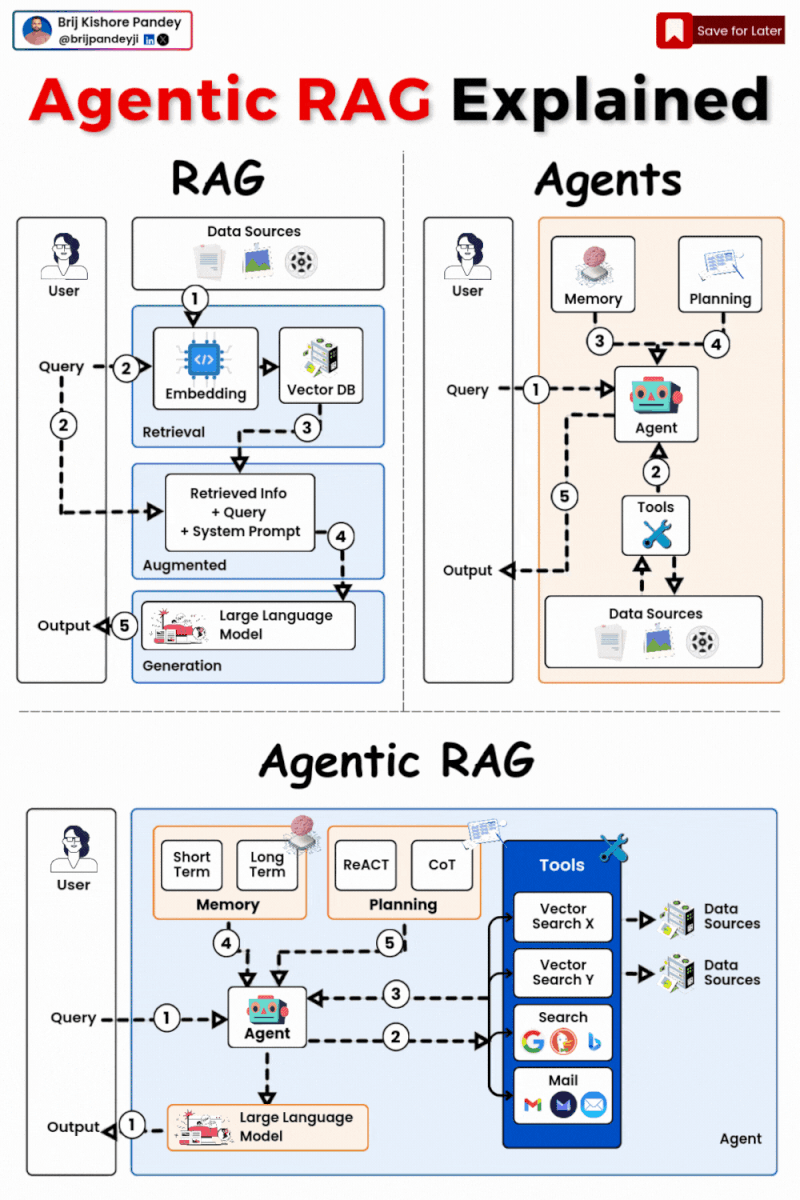 Brij Kishore Pandey
@brijpandeyji
Save for Later
Agentic RAG Explained
RAG
User
Data Sources
1
Query
2
2
Embedding
Vector DB
Retrieval
3
Retrieved Info
+ Query
+ System Prompt
4
Augmented
Output
5
Large Language
Model
Generation
Agents
User
Memory
Planning
3
4
Query
1
Agent
2
5
Tools
Output
Data Sources
Agentic RAG
User
Short
Term
Long
Term
Memory
ReACT
CoT
Planning
Tools
Vector
Search X
Data
Sources
Vector
Search Y
Data
Sources
Search
Mail
4
5
3
Query
1
Agent
2
Output
1
Large Language
Model
Agent